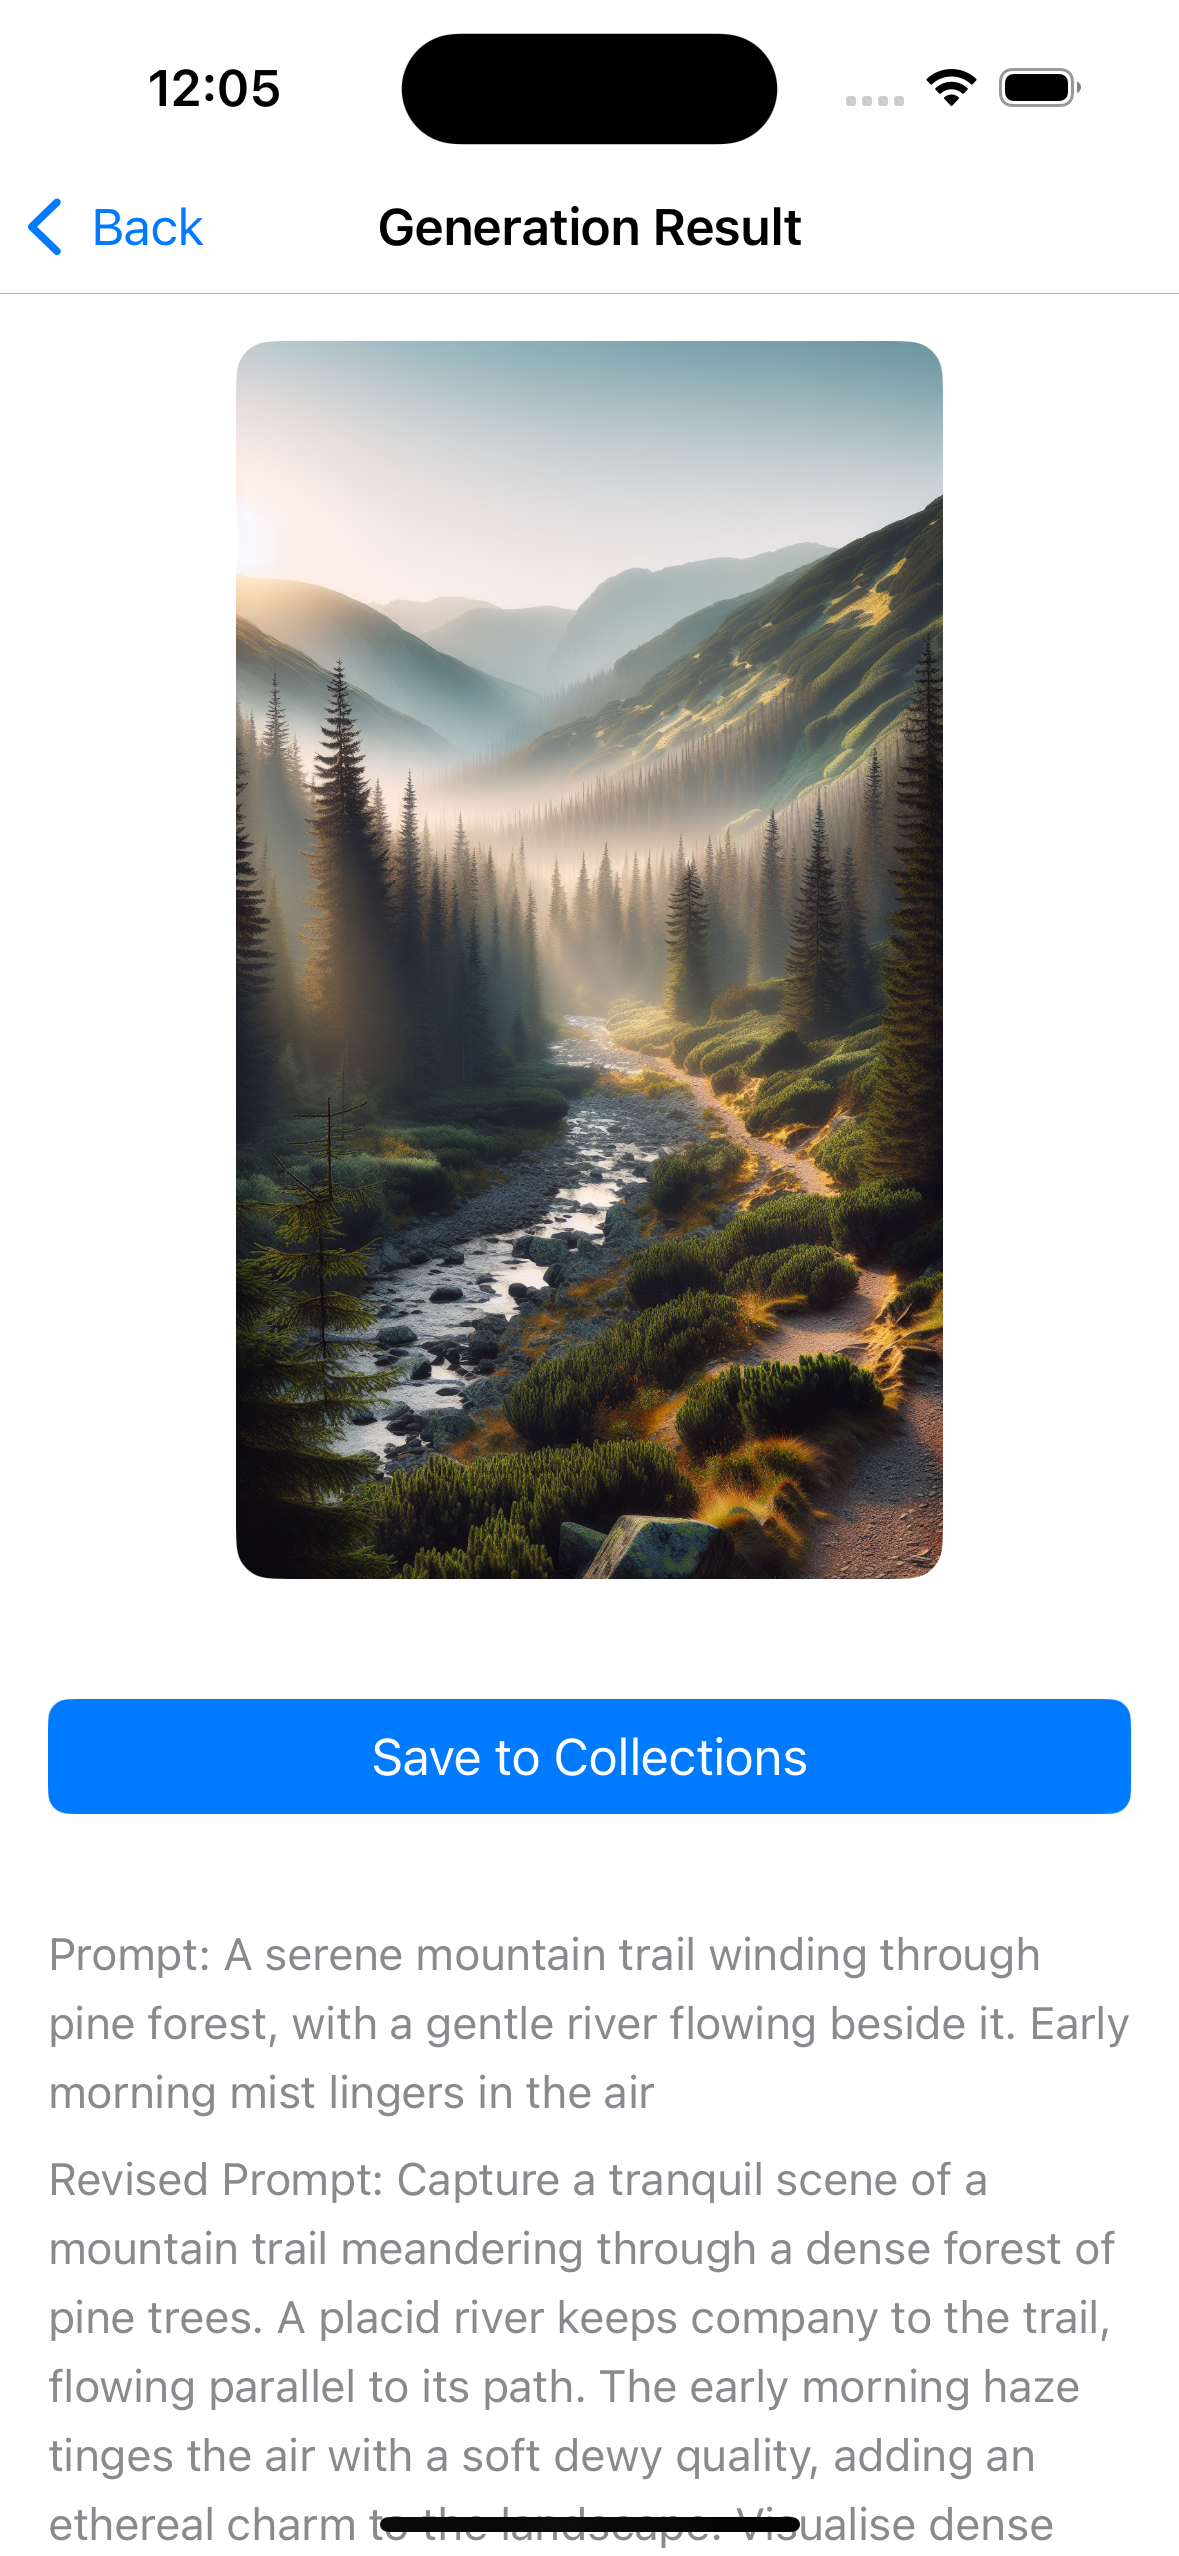 12:05
Back
Generation Result
Save to Collections
Prompt: A serene mountain trail winding through
pine forest, with a gentle river flowing beside it. Early
morning mist lingers in the air
Revised Prompt: Capture a tranquil scene of a
mountain trail meandering through a dense forest of
pine trees. A placid river keeps company to the trail,
flowing parallel to its path. The early morning haze
tinges the air with a soft dewy quality, adding an
ethereal charm to the landscape. Visualise dense